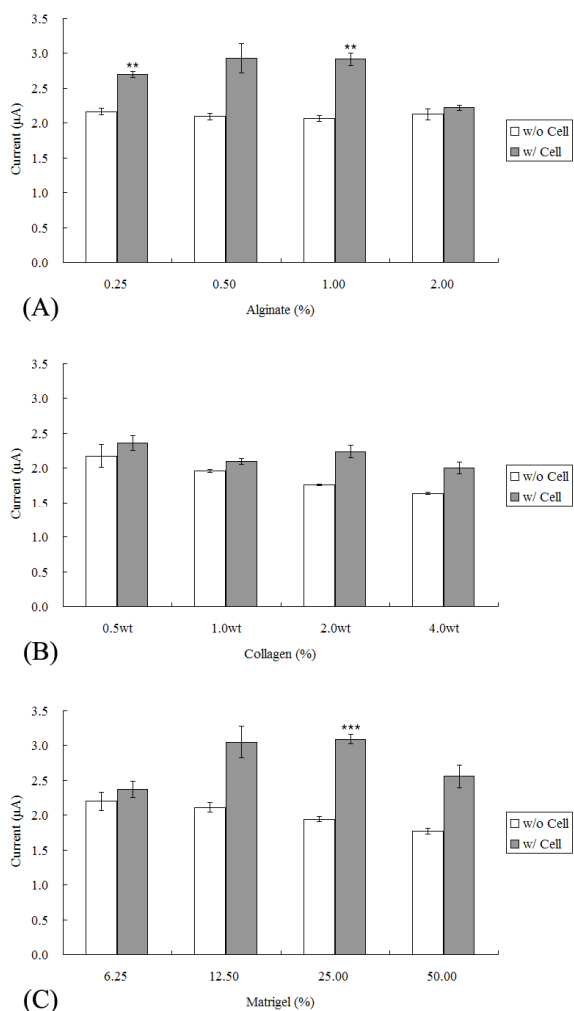 3.5
3.0
2.5
2.0
1.5
1.0
0.5
0.0
Current (μA)
** **
w/o Cell
w/ Cell
0.25 0.50 1.00 2.00
Alginate (%)
(A)
3.5
3.0
2.5
2.0
1.5
1.0
0.5
0.0
Current (μA)
w/o Cell
w/ Cell
0.5wt 1.0wt 2.0wt 4.0wt
Collagen (%)
(B)
3.5
3.0
2.5
2.0
1.5
1.0
0.5
0.0
Current (μA)
***
w/o Cell
w/ Cell
6.25 12.50 25.00 50.00
Matrigel (%)
(C)